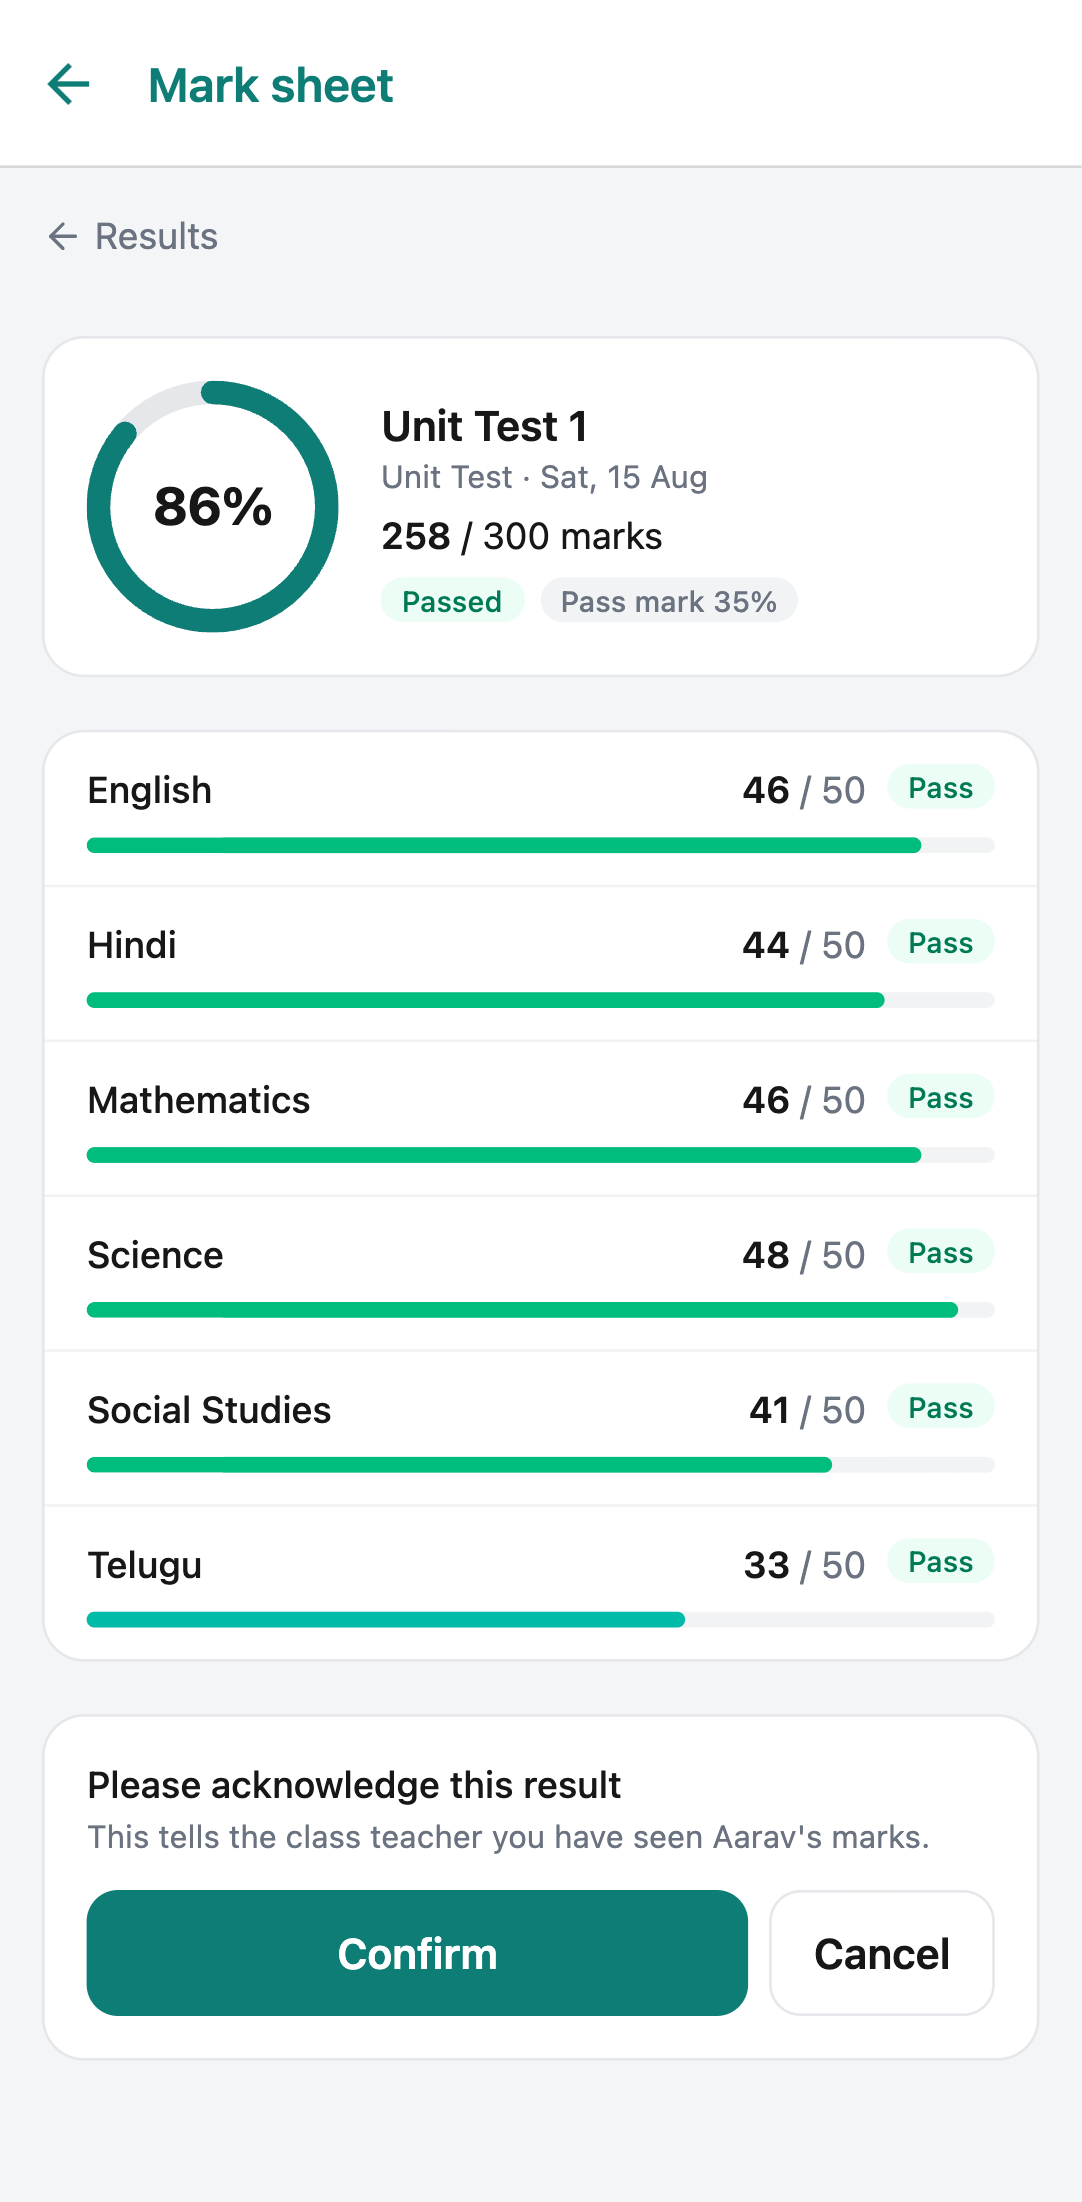 Mark sheet
Results
86%
Unit Test 1
Unit Test · Sat, 15 Aug
258 / 300 marks
Passed Pass mark 35%
English 46 / 50 Pass
Hindi 44 / 50 Pass
Mathematics 46 / 50 Pass
Science 48 / 50 Pass
Social Studies 41 / 50 Pass
Telugu 33 / 50 Pass
Please acknowledge this result
This tells the class teacher you have seen Aarav's marks.
Confirm Cancel